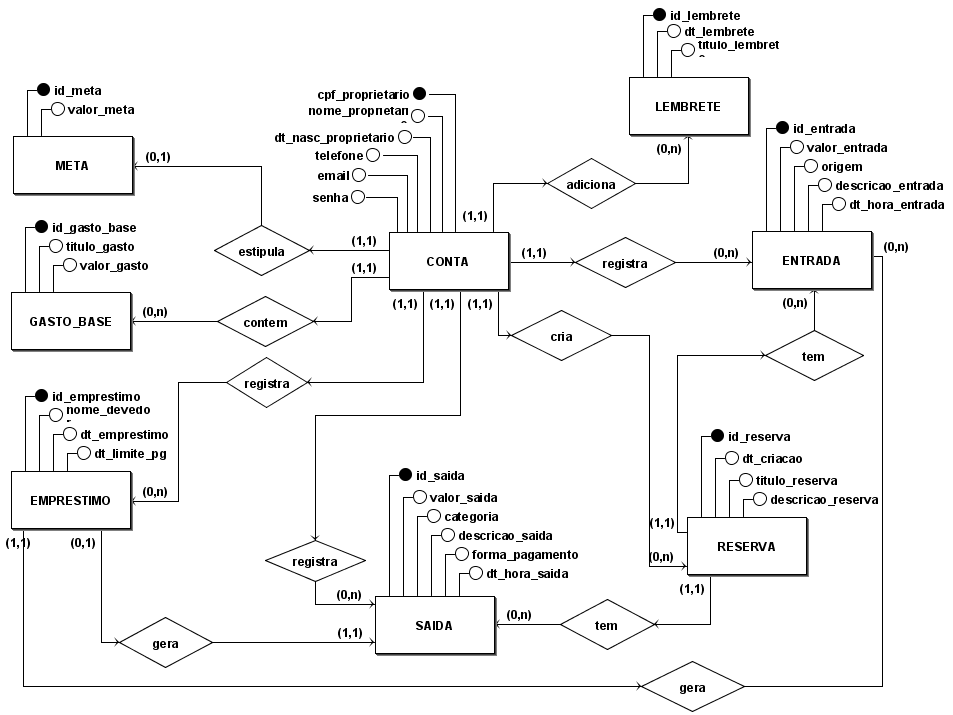 id_lembrete
dt_lembrete
titulo_lembret
LEMBRETE
(0,n)
id_meta
valor_meta
META
(0,1)
cpf_proprietario
nome_proprietari
dt_nasc_proprietario
telefone
email
senha
(1,1)
adiciona
id_entrada
valor_entrada
origem
descricao_entrada
dt_hora_entrada
estipula
(1,1)
CONTA
(1,1)
registra
(0,n)
ENTRADA
(0,n)
id_gasto_base
titulo_gasto
valor_gasto
GASTO_BASE
(0,n)
contem
(1,1)
(1,1)
(1,1)
(1,1)
cria
(0,n)
tem
registra
id_emprestimo
nome_devedo
dt_emprestimo
dt_limite_pg
EMPRESTIMO
(0,n)
(1,1)
(0,1)
id_reserva
dt_criacao
titulo_reserva
descricao_reserva
(1,1)
RESERVA
(0,n)
(1,1)
id_saida
valor_saida
categoria
descricao_saida
forma_pagamento
dt_hora_saida
registra
(0,n)
SAIDA
(0,n)
tem
gera
(1,1)
gera